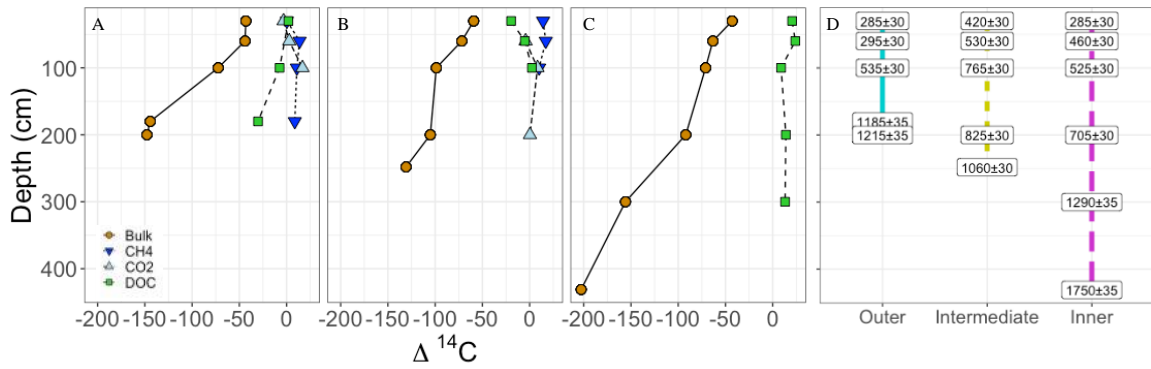 A
B
C
D
Depth (cm)
100
200
300
400
Bulk
CH4
CO2
DOC
-200 -150 -100 -50 0
-200 -150 -100 -50 0
-200 -150 -100 -50 0
Δ ¹⁴C
285±30 420±30 285±30
295±30 530±30 460±30
535±30 765±30 525±30
1185±35
1215±35 825±30 705±30
1060±30
1290±35
1750±35
Outer Intermediate Inner